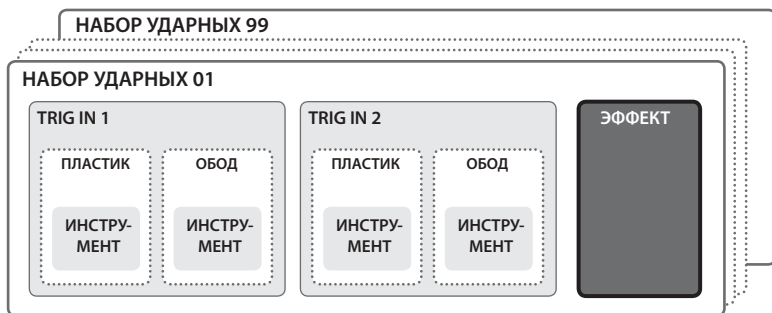 НАБОР УДАРНЫХ 99
НАБОР УДАРНЫХ 01
TRIG IN 1
ПЛАСТИК
ИНСТРУ-
МЕНТ
ОБОД
ИНСТРУ-
МЕНТ
TRIG IN 2
ПЛАСТИК
ИНСТРУ-
МЕНТ
ОБОД
ИНСТРУ-
МЕНТ
ЭФФЕКТ